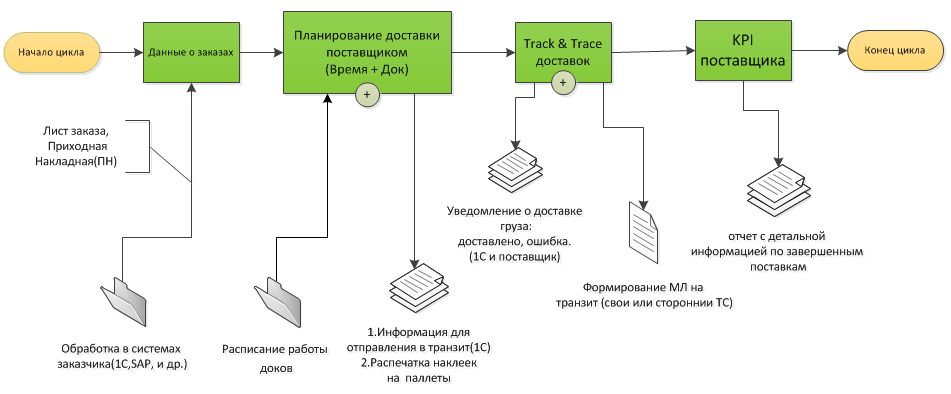 Начало цикла
Данные о заказах
Планирование доставки
поставщиком
(Время + Док)
+
Track & Trace
доставок
+
KPI
поставщика
Конец цикла
Лист заказа,
Приходная
Накладная(ПН)
Уведомление о доставке
груза:
доставлено, ошибка.
(1С и поставщик)
отчет с детальной
информацией по завершенным
поставкам
Формирование МЛ на
транзит (свои или стороннии ТС)
Обработка в системах
заказчика(1С,SAP, и др.)
Расписание работы
доков
1.Информация для
отправления в транзит(1С)
2.Распечатка наклеек
на паллеты